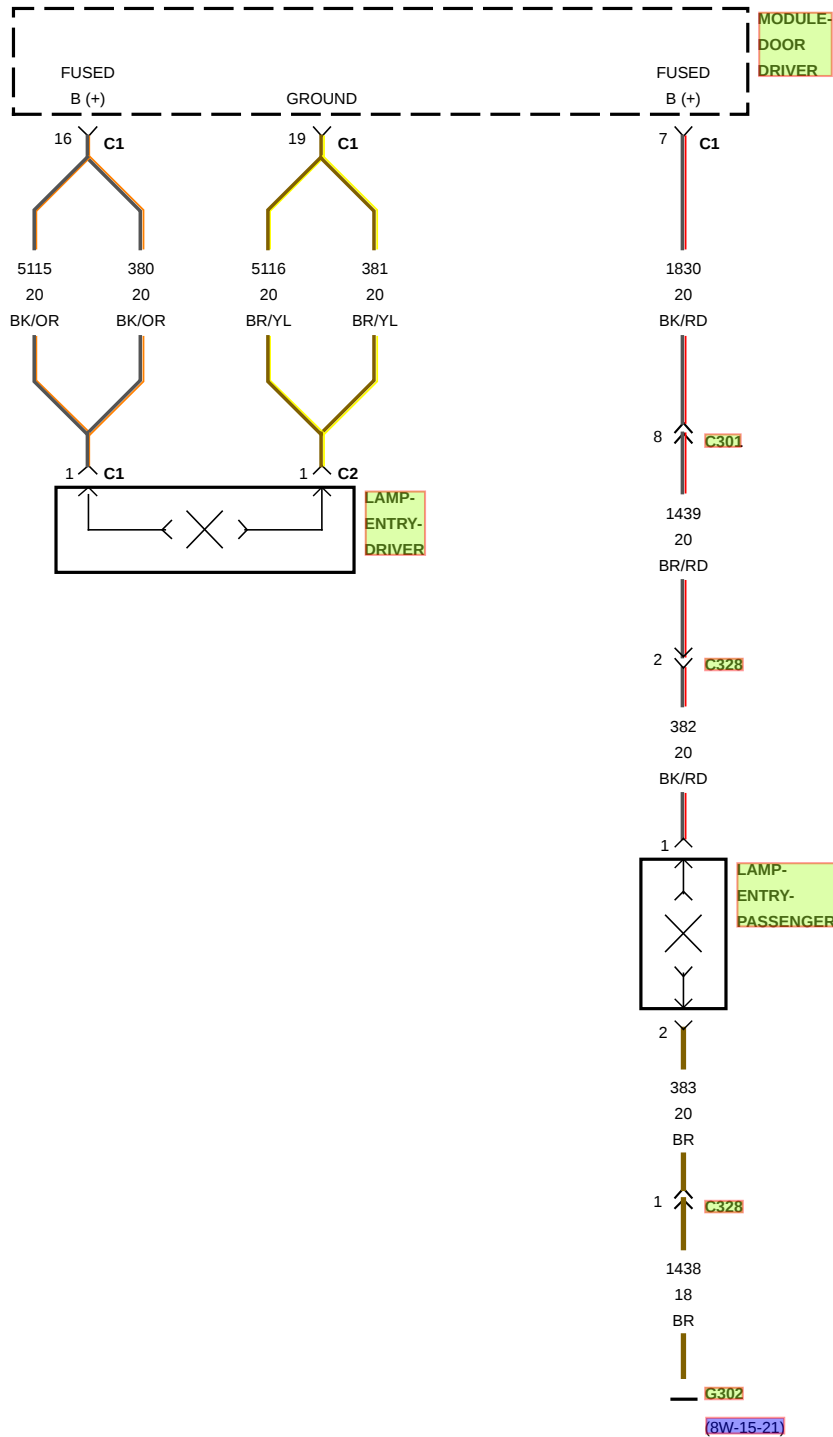 MODULE-
DOOR
DRIVER
FUSED
B (+)
GROUND
FUSED
B (+)
16 C1
19 C1
7 C1
5115 380 5116 381 1830
20 20 20 20 20
BK/OR BK/OR BR/YL BR/YL BK/RD
8 C301
1 C1
1 C2
LAMP-
ENTRY-
DRIVER
1439
20
BR/RD
2 C328
382
20
BK/RD
1
LAMP-
ENTRY-
PASSENGER
2
383
20
BR
1 C328
1438
18
BR
G302
(8W-15-21)